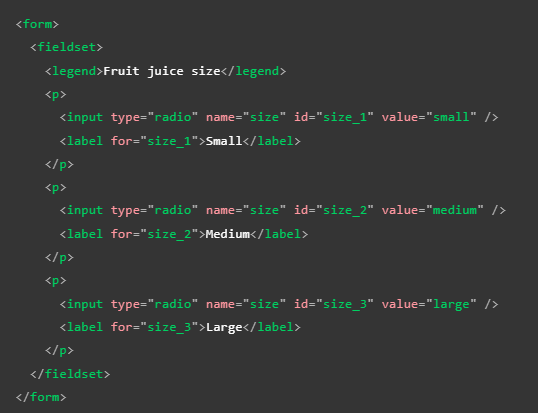 <form>
<fieldset>
<legend>Fruit juice size</legend>
<p>
<input type="radio" name="size" id="size_1" value="small" />
<label for="size_1">Small</label>
</p>
<p>
<input type="radio" name="size" id="size_2" value="medium" />
<label for="size_2">Medium</label>
</p>
<p>
<input type="radio" name="size" id="size_3" value="large" />
<label for="size_3">Large</label>
</p>
</fieldset>
</form>